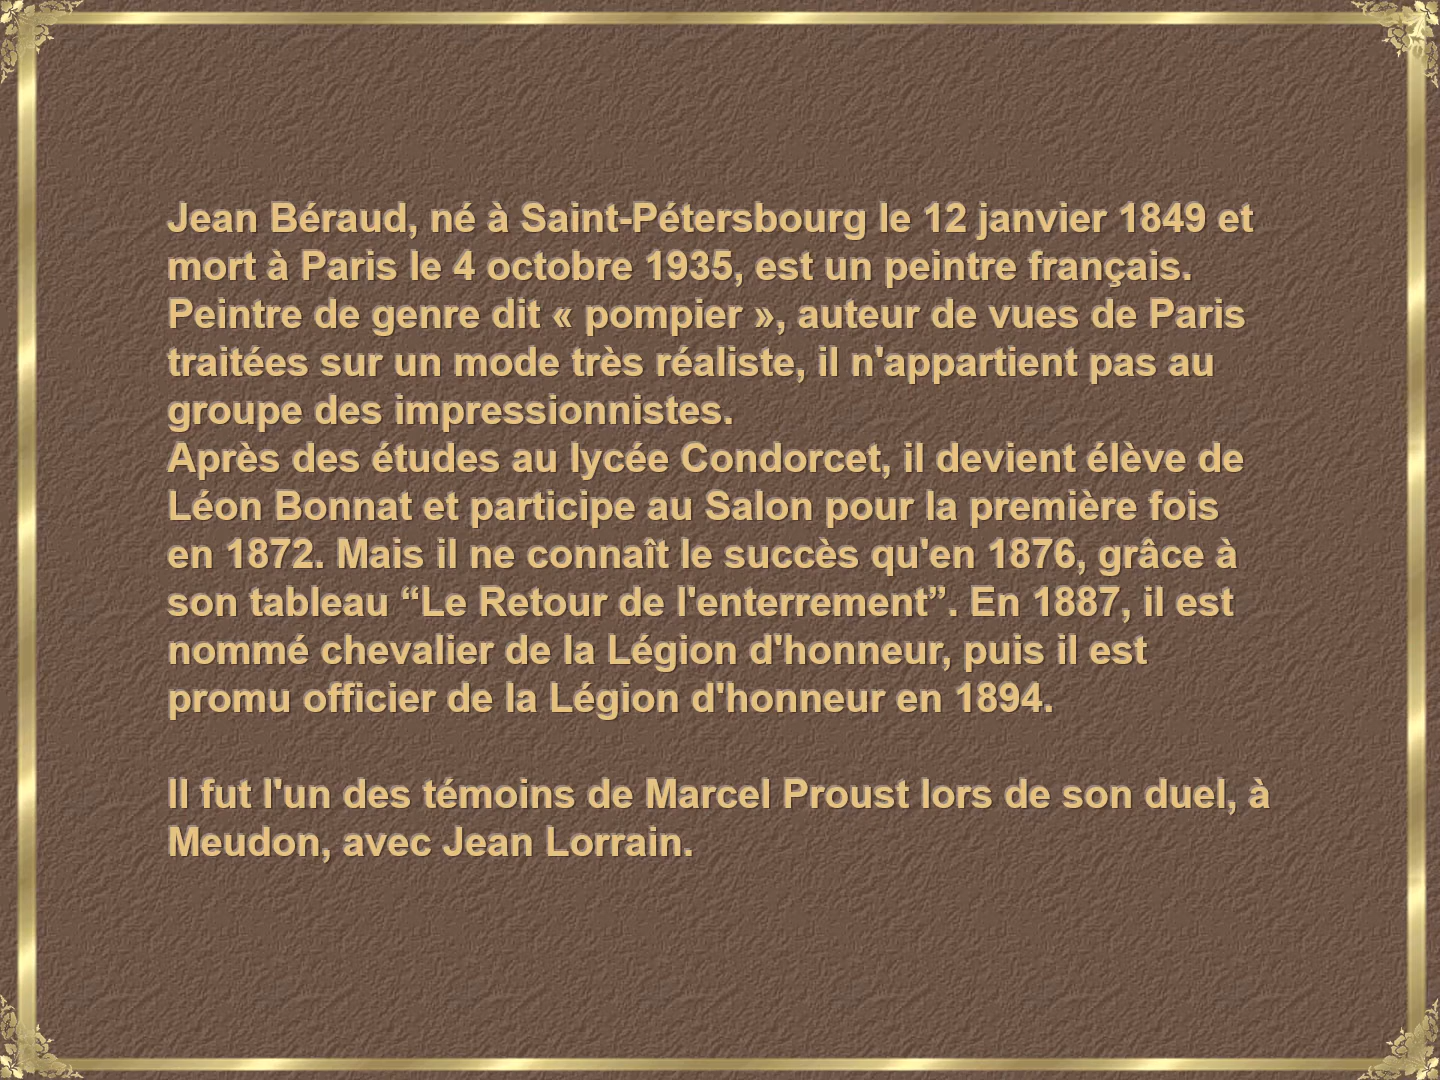 Jean Béraud, né à Saint-Pétersbourg le 12 janvier 1849 et
mort à Paris le 4 octobre 1935, est un peintre français.
Peintre de genre dit « pompier », auteur de vues de Paris
traitées sur un mode très réaliste, il n'appartient pas au
groupe des impressionnistes.
Après des études au lycée Condorcet, il devient élève de
Léon Bonnat et participe au Salon pour la première fois
en 1872. Mais il ne connaît le succès qu'en 1876, grâce à
son tableau “Le Retour de l'enterrement”. En 1887, il est
nommé chevalier de la Légion d'honneur, puis il est
promu officier de la Légion d'honneur en 1894.
Il fut l'un des témoins de Marcel Proust lors de son duel, à
Meudon, avec Jean Lorrain.